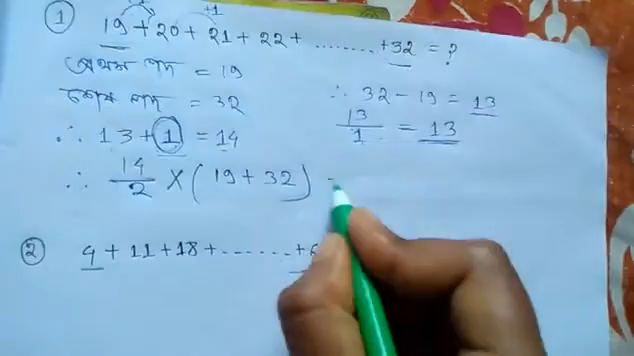 ① 19 + 20 + 21 + 22 + ........ + 32 = ?
+1
প্রথম পদ = 19
শেষ পদ = 32
∴ 13 + 1 = 14
∴ 32 - 19 = 13
13/1 = 13
∴ 14/2 × ( 19 + 32 )
② 4 + 11 + 18 + ....... +